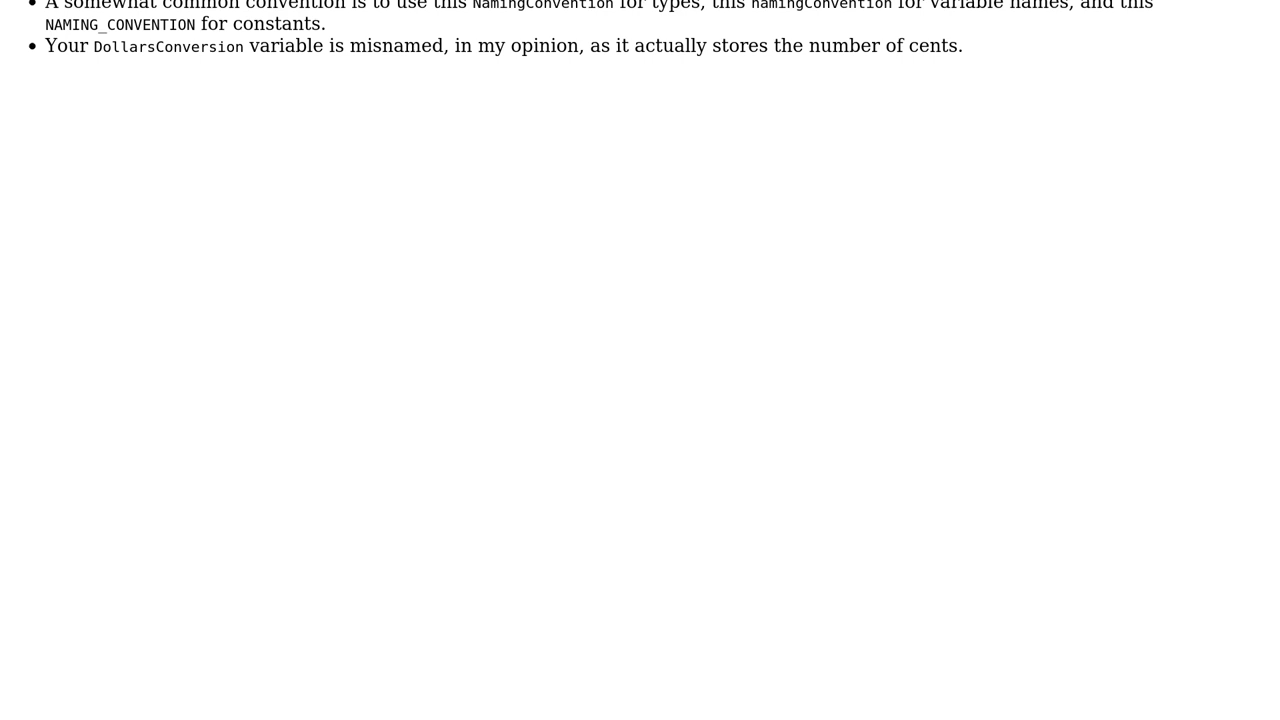 • A somewhat common convention is to use this NamingConvention for types, this namingConvention for variable names, and this
NAMING_CONVENTION for constants.
• Your DollarsConversion variable is misnamed, in my opinion, as it actually stores the number of cents.